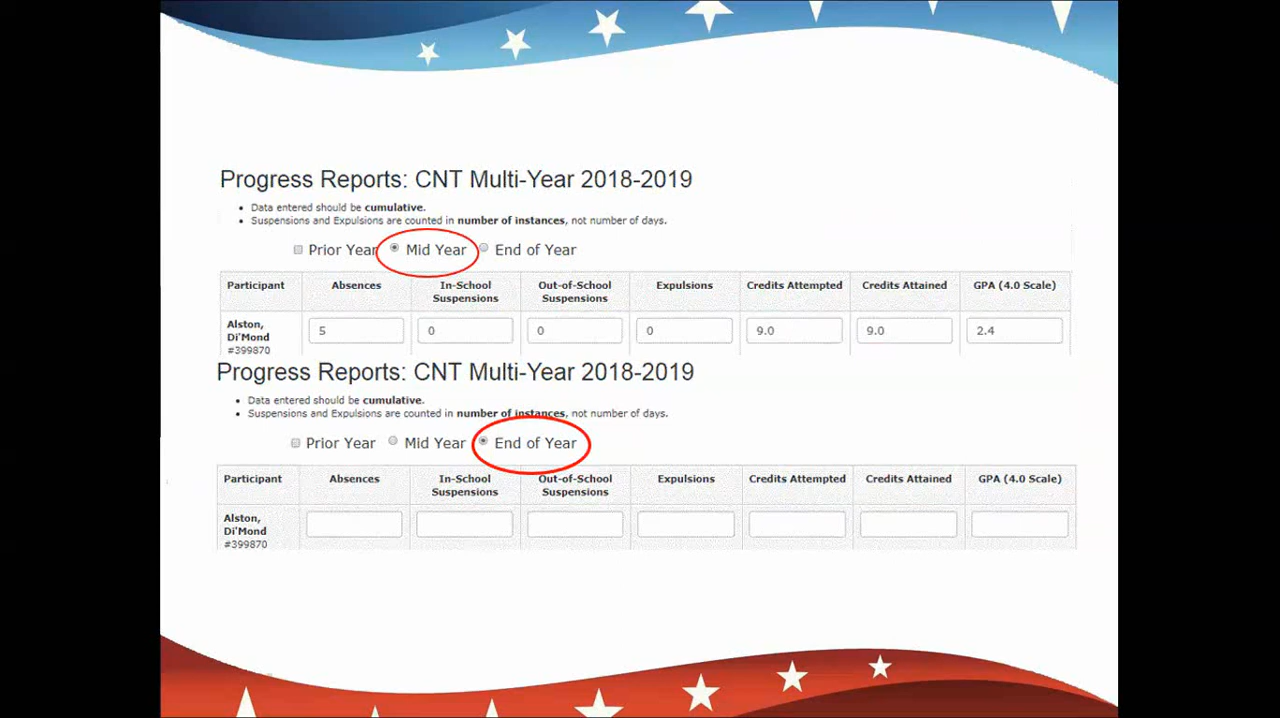 Progress Reports: CNT Multi-Year 2018-2019
Data entered should be cumulative.
Suspensions and Expulsions are counted in number of instances, not number of days.
Prior Year Mid Year End of Year
Participant Absences In-School Suspensions Out-of-School Suspensions Expulsions Credits Attempted Credits Attained GPA (4.0 Scale)
Alston, Di'Mond #399870 5 0 0 0 9.0 9.0 2.4
Progress Reports: CNT Multi-Year 2018-2019
Data entered should be cumulative.
Suspensions and Expulsions are counted in number of instances, not number of days.
Prior Year Mid Year End of Year
Participant Absences In-School Suspensions Out-of-School Suspensions Expulsions Credits Attempted Credits Attained GPA (4.0 Scale)
Alston, Di'Mond #399870